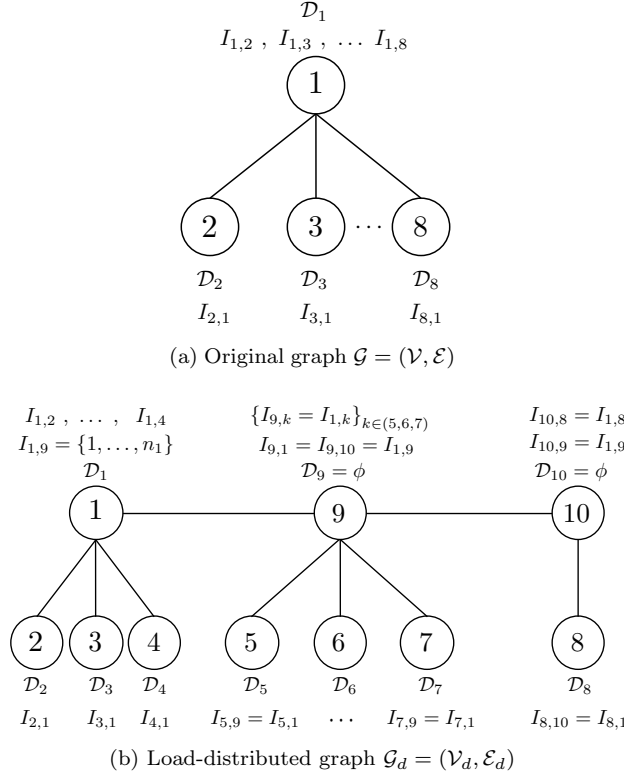 𝒟₁
I₁,₂ , I₁,₃ , … I₁,₈
1
2 3 ⋯ 8
𝒟₂ 𝒟₃ 𝒟₈
I₂,₁ I₃,₁ I₈,₁
(a) Original graph 𝒢 = (𝒱, ℰ)
I₁,₂ , … , I₁,₄ {I₉,ₖ = I₁,ₖ}ₖ∈(₅,₆,₇) I₁₀,₈ = I₁,₈
I₁,₉ = {1, … , n₁} I₉,₁ = I₉,₁₀ = I₁,₉ I₁₀,₉ = I₁,₉
𝒟₁ 𝒟₉ = ϕ 𝒟₁₀ = ϕ
1 9 10
2 3 4 5 6 7 8
𝒟₂ 𝒟₃ 𝒟₄ 𝒟₅ 𝒟₆ 𝒟₇ 𝒟₈
I₂,₁ I₃,₁ I₄,₁ I₅,₉ = I₅,₁ ⋯ I₇,₉ = I₇,₁ I₈,₁₀ = I₈,₁
(b) Load-distributed graph 𝒢_d = (𝒱_d, ℰ_d)